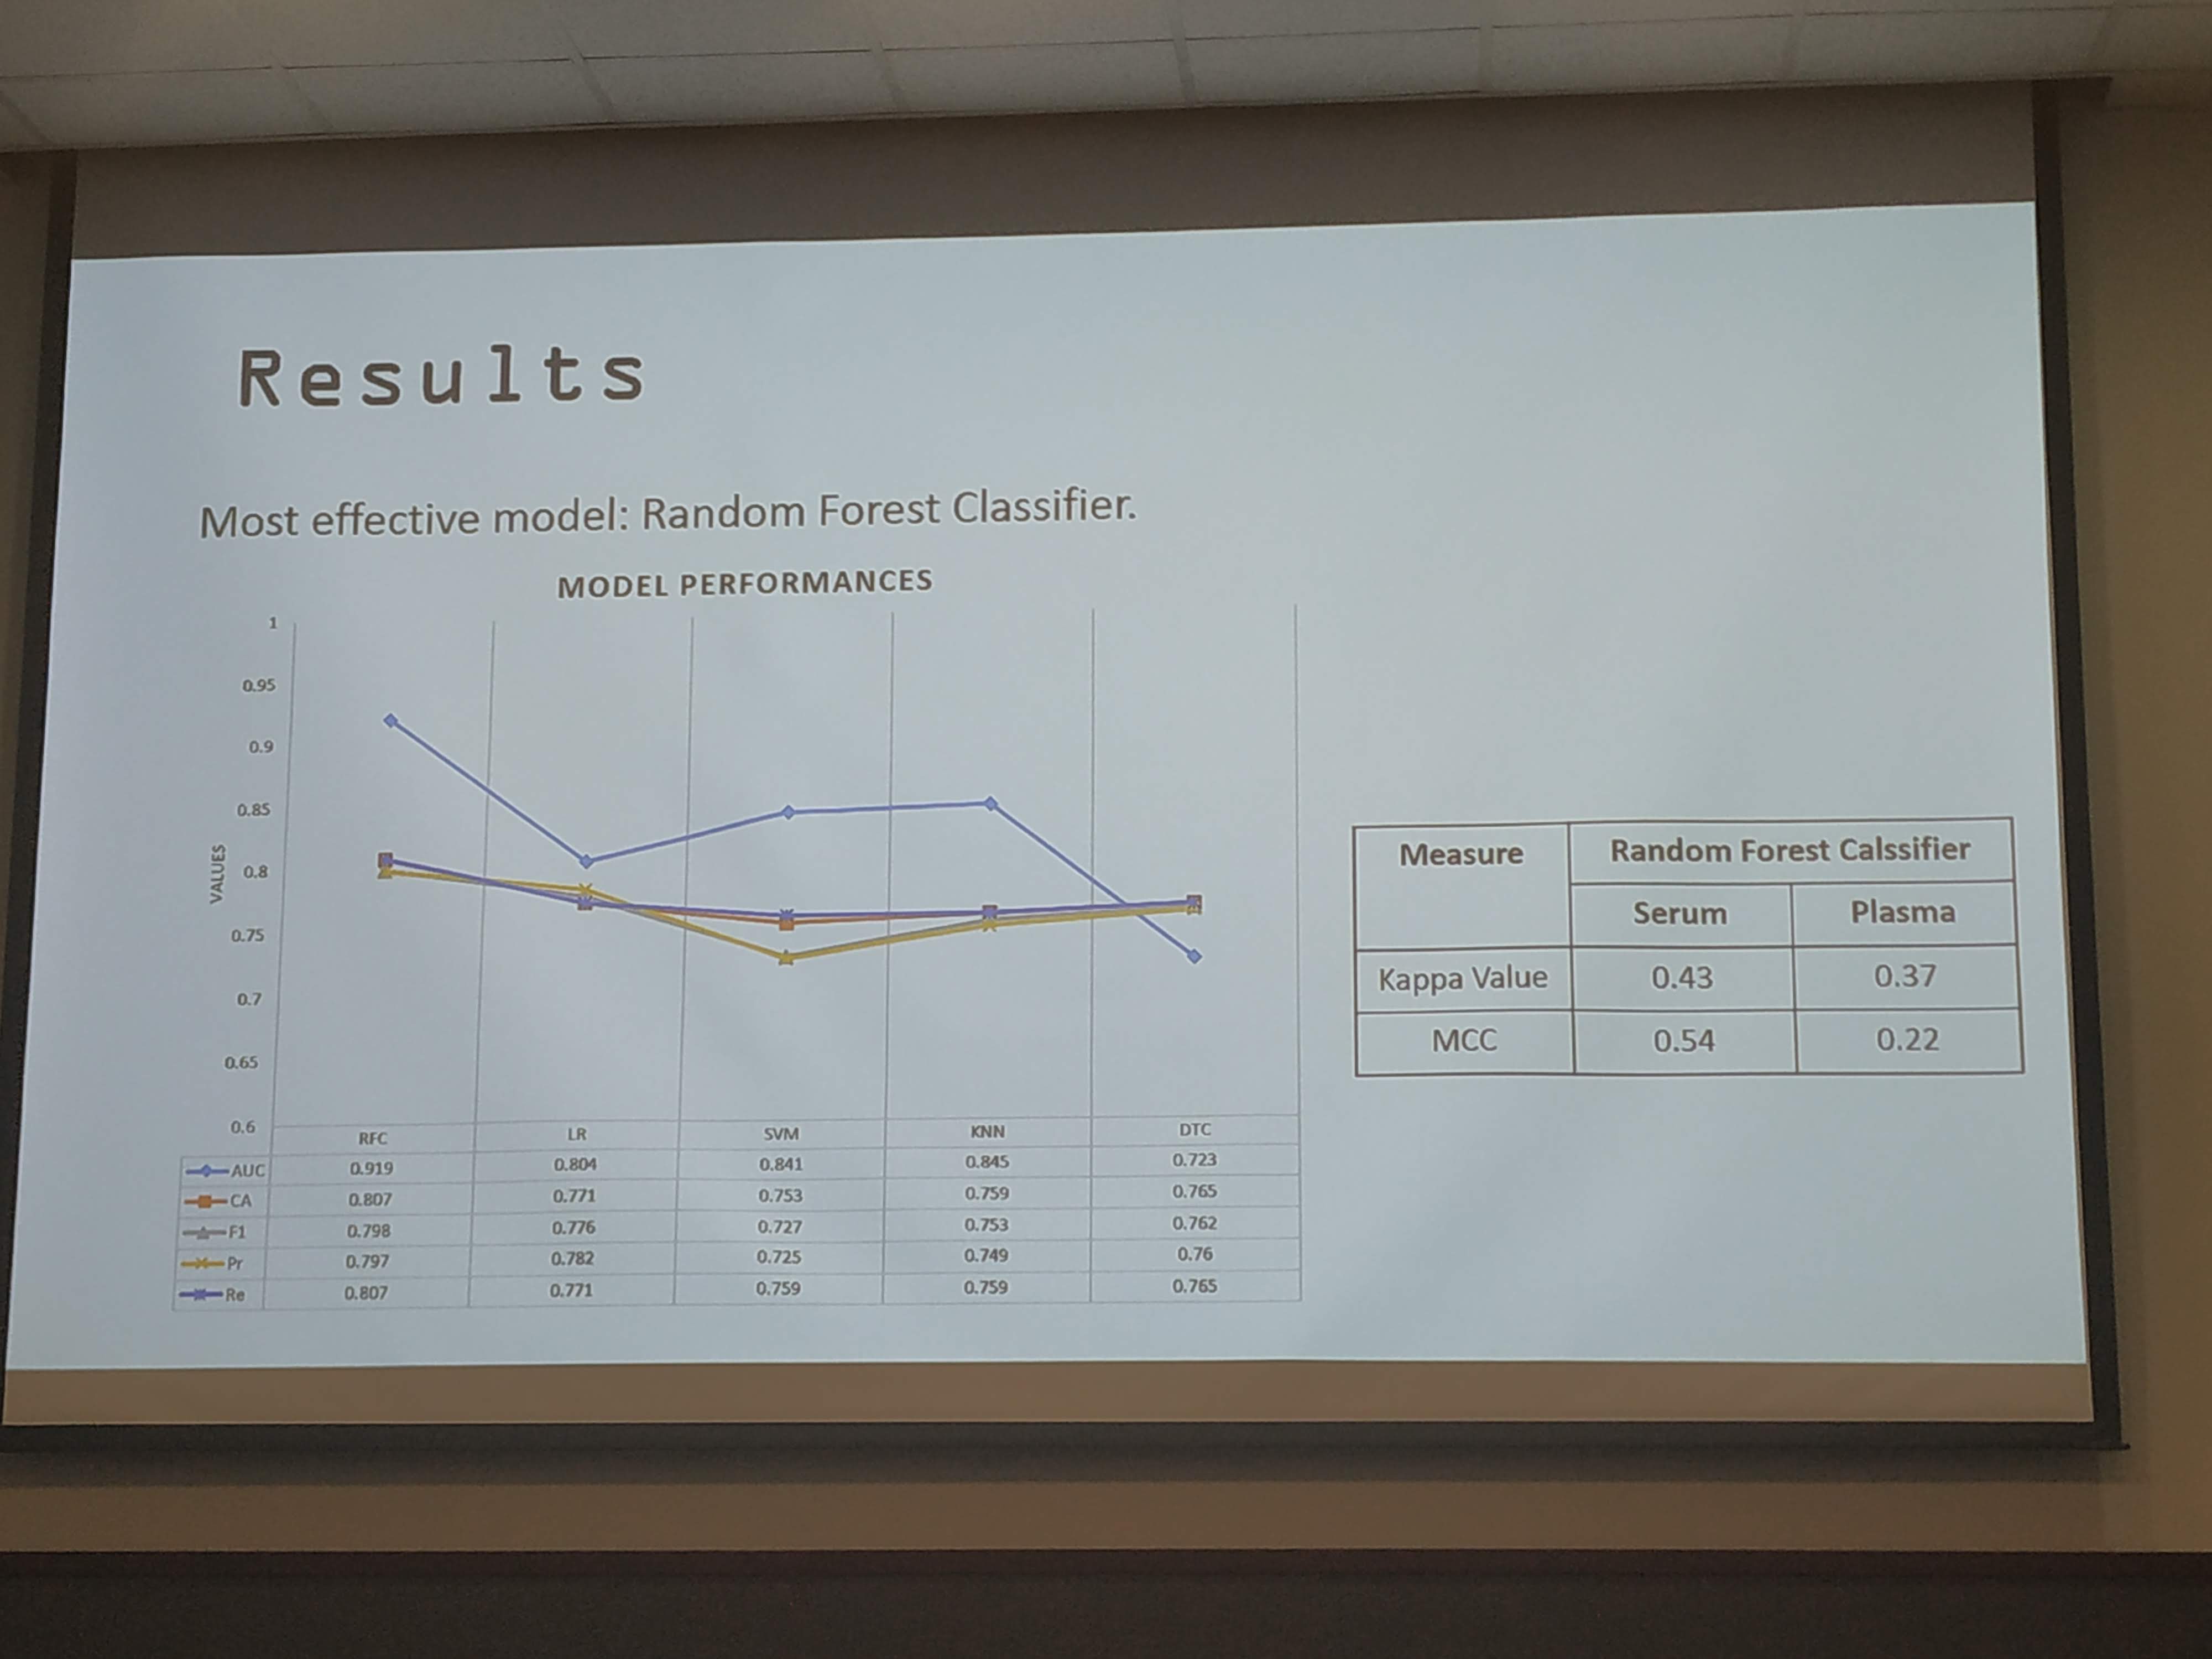 Results
Most effective model: Random Forest Classifier.
MODEL PERFORMANCES
VALUES
1
0.95
0.9
0.85
0.8
0.75
0.7
0.65
0.6
RFC LR SVM KNN DTC
AUC 0.919 0.804 0.841 0.845 0.723
CA 0.807 0.771 0.753 0.759 0.765
F1 0.798 0.776 0.727 0.753 0.762
Pr 0.797 0.782 0.725 0.749 0.76
Re 0.807 0.771 0.759 0.759 0.765
Measure Random Forest Calssifier
Serum Plasma
Kappa Value 0.43 0.37
MCC 0.54 0.22